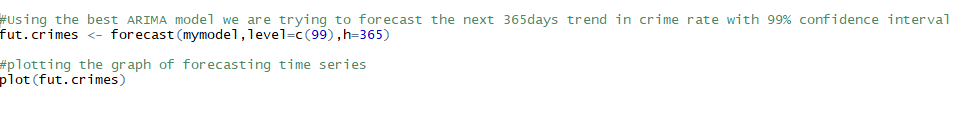 #Using the best ARIMA model we are trying to forecast the next 365days trend in crime rate with 99% confidence interval
fut.crimes <- forecast(mymodel,level=c(99),h=365)
#plotting the graph of forecasting time series
plot(fut.crimes)